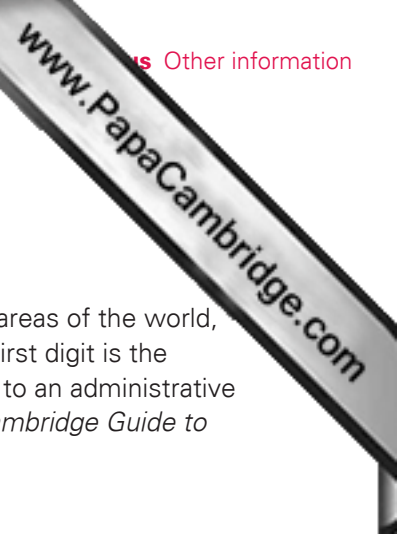 us Other information
www.PapaCambridge.com
areas of the world,
irst digit is the
to an administrative
mbridge Guide to